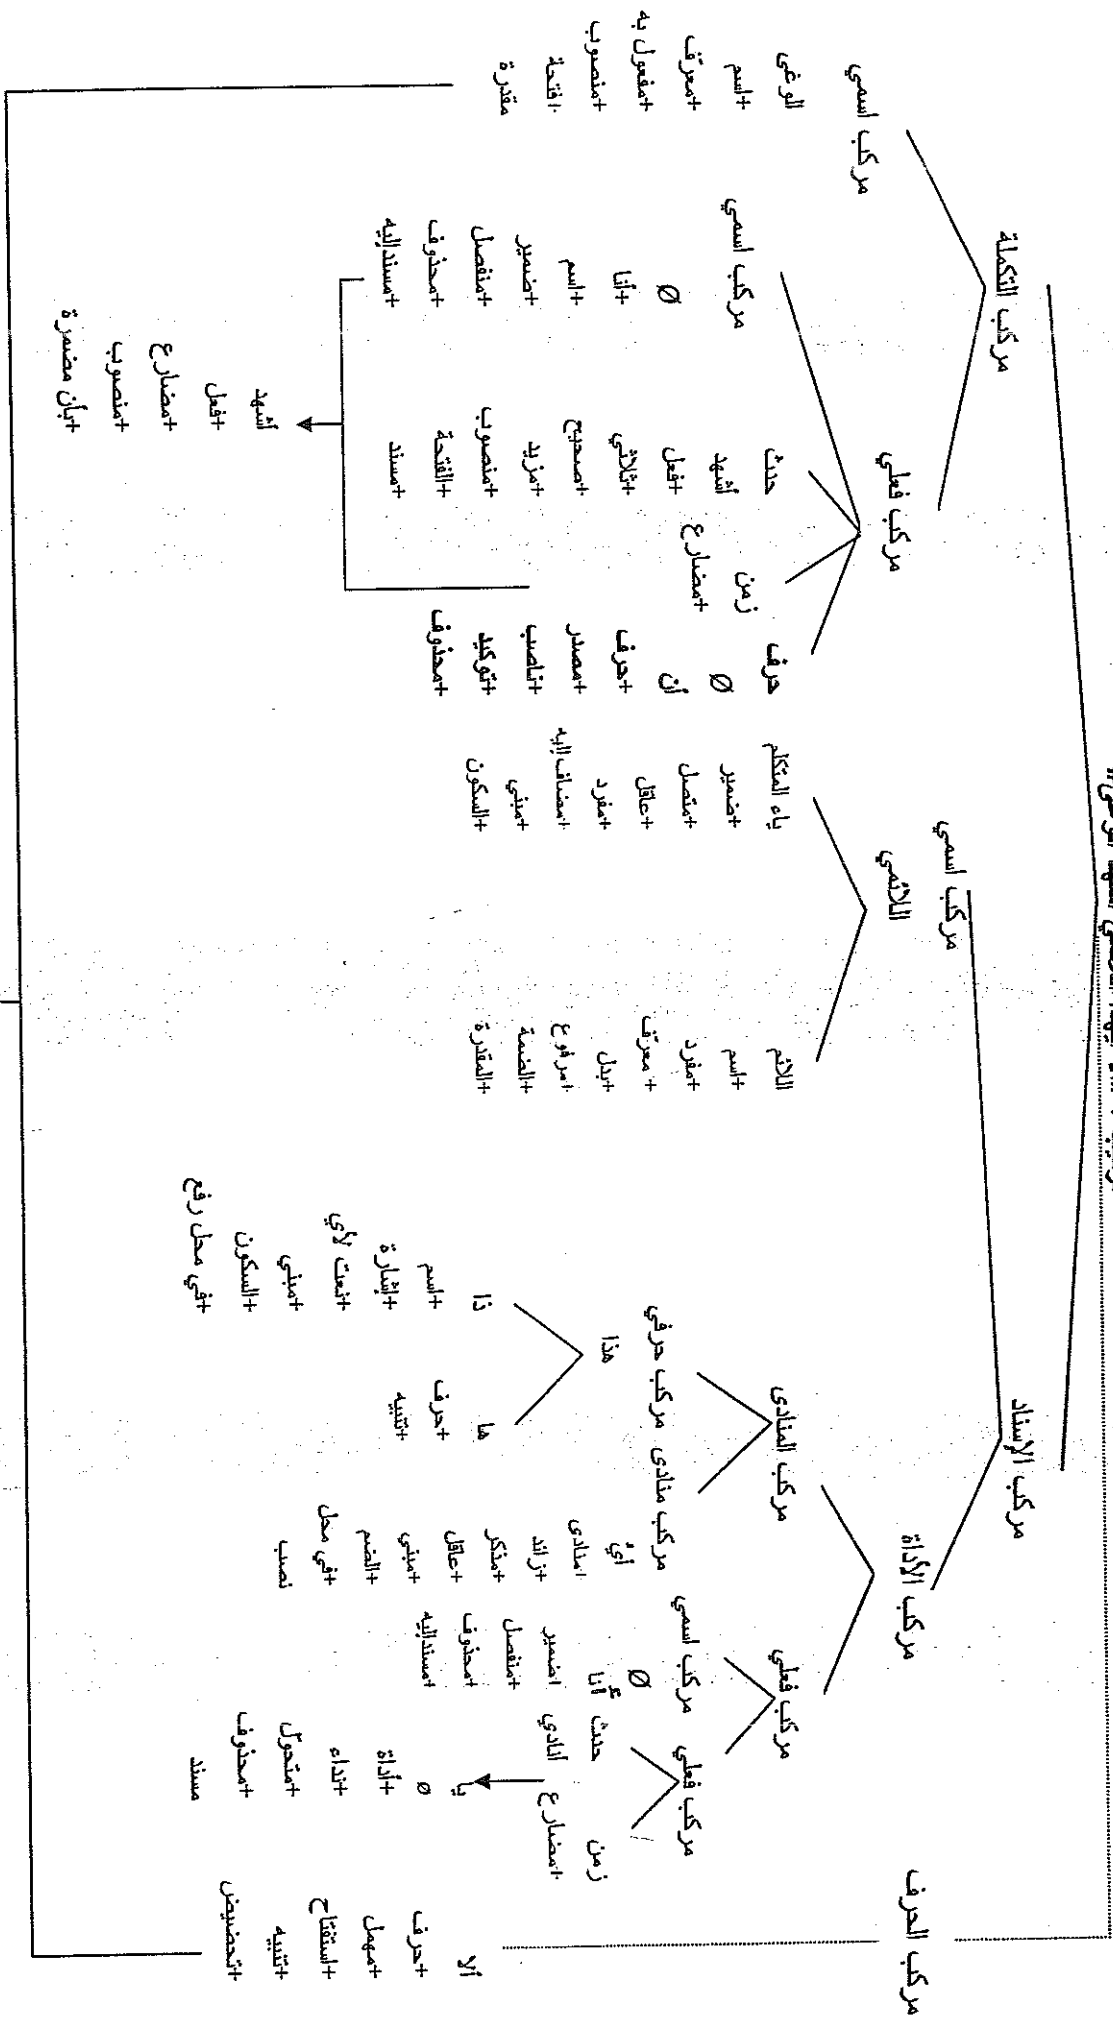 مركب الإسناد
مركب التكملة
مركب الحرف
مركب الأداة
مركب اسمي
اللائمي
مركب فعلي
مركب اسمي
ألا
+حرف
+مهمل
+استفتاح
+تنبيه
+تحضيض
مركب فعلي
مركب المنادى
مركب فعلي
مركب اسمي
زمن
+مضارع
حدث
أنادي
يا
ø
+أداة
+نداء
+متحول
+محذوف
مسند
Ø
أنا
+ضمير
+منفصل
+محذوف
+مسند إليه
مركب منادى
أيُ
+منادى
+زائد
+مذكر
+عاقل
+مبني
+الضم
+في محل
نصب
مركب حرفي
هذا
ها
+حرف
+تنبيه
ذا
+اسم
+إشارة
+نعت لأي
+مبني
+السكون
+في محل رفع
اللائم
+اسم
+مفرد
+معرّف
+بدل
+مرفوع
+الضمة
+المقدرة
ياء المتكلم
+ضمير
+متصل
+عاقل
+مفرد
+مضاف إليه
+مبني
+السكون
حرف
Ø
أن
+حرف
+مصدر
+ناصب
+توكيد
+محذوف
زمن
+مضارع
حدث
أشهد
+فعل
+ثلاثي
+صحيح
+مزيد
+منصوب
+الفتحة
+مسند
مركب اسمي
Ø
+أنا
+اسم
+ضمير
+منفصل
+محذوف
+مسند إليه
أشهد
+فعل
+مضارع
+منصوب
+بأن مضمرة
الوغى
+اسم
+معرّف
+مفعول به
+منصوب
+فتحة
مقدرة